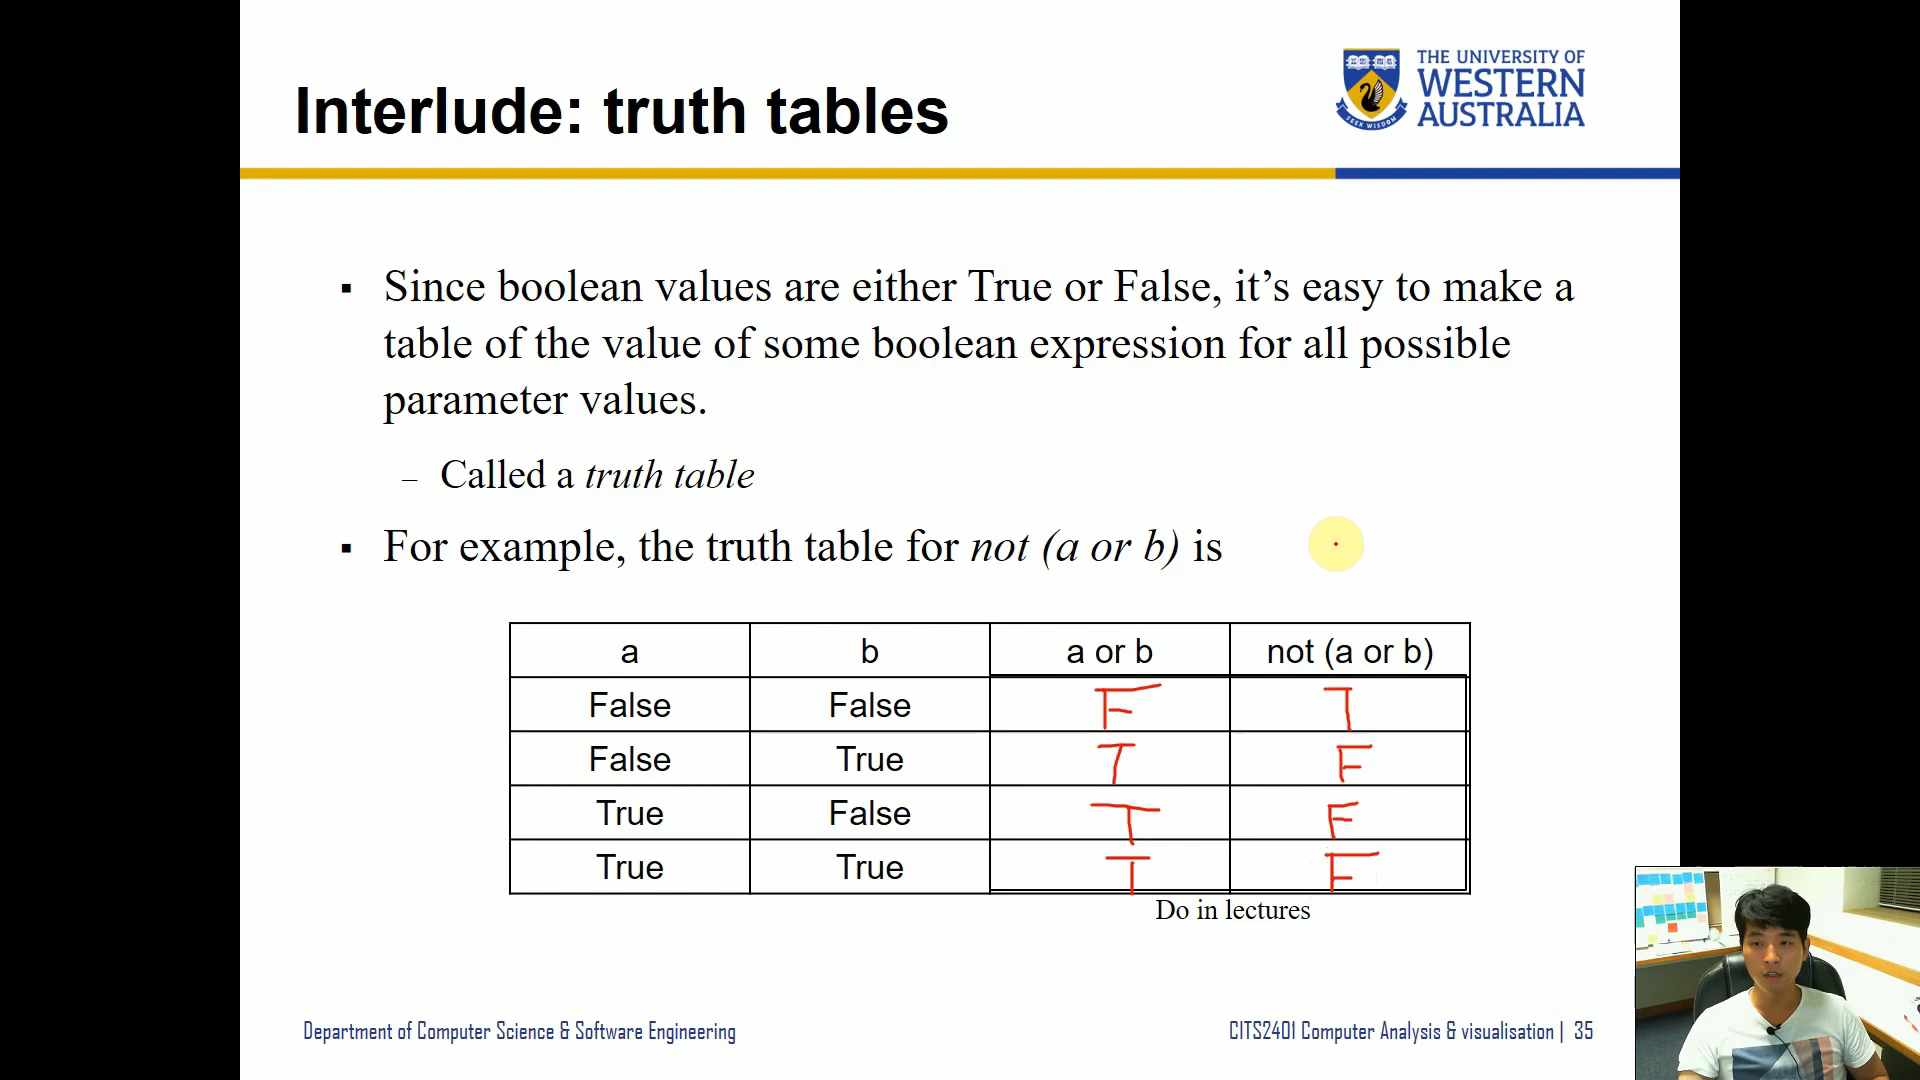 THE UNIVERSITY OF
WESTERN
AUSTRALIA
SEEK WISDOM
Interlude: truth tables
▪ Since boolean values are either True or False, it’s easy to make a
table of the value of some boolean expression for all possible
parameter values.
– Called a truth table
▪ For example, the truth table for not (a or b) is
a b a or b not (a or b)
False False F T
False True T F
True False T F
True True T F
Do in lectures
Department of Computer Science & Software Engineering
CITS2401 Computer Analysis & visualisation | 35